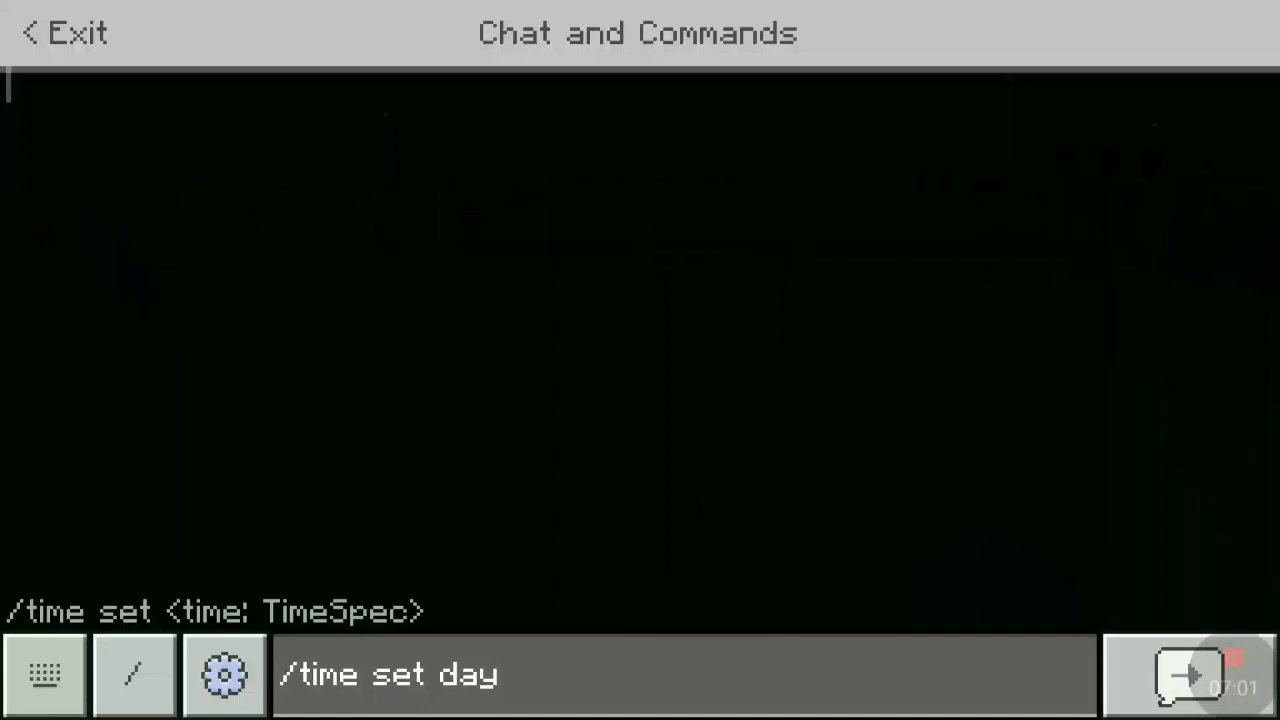 < Exit
Chat and Commands
/time set <time: TimeSpec>
/
/time set day
07:01